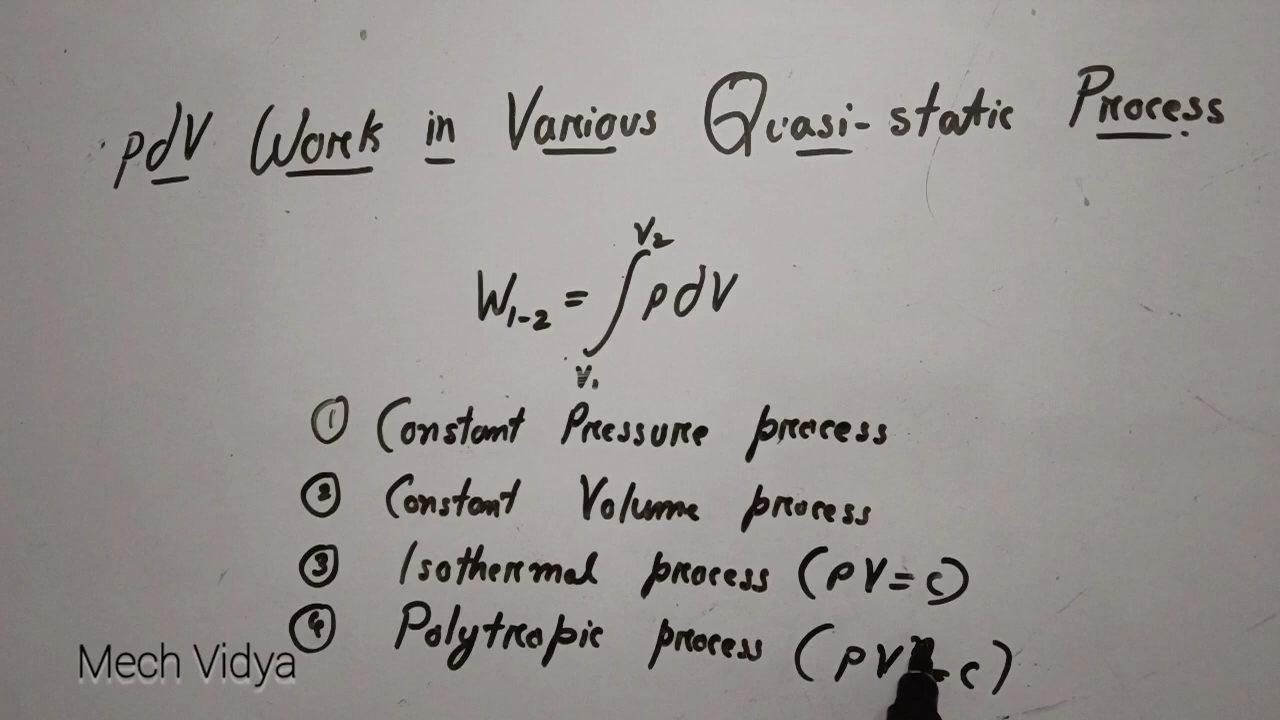 pdV Work in Various Quasi-static Process
V₂
W₁₋₂ = ∫ pdV
V₁
① Constant Pressure process
② Constant Volume process
③ Isothermal process (PV=c)
④ Polytropic process (PVⁿ=c)
Mech Vidya